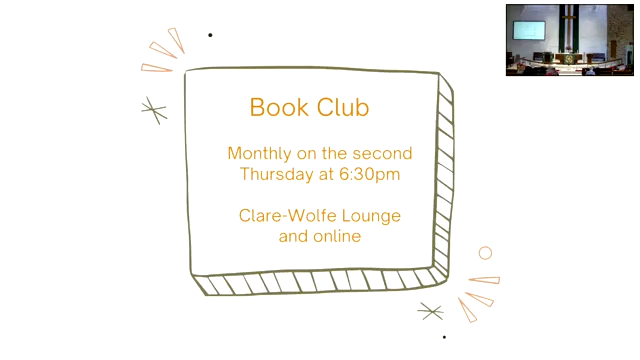 Book Club
Monthly on the second
Thursday at 6:30pm
Clare-Wolfe Lounge
and online